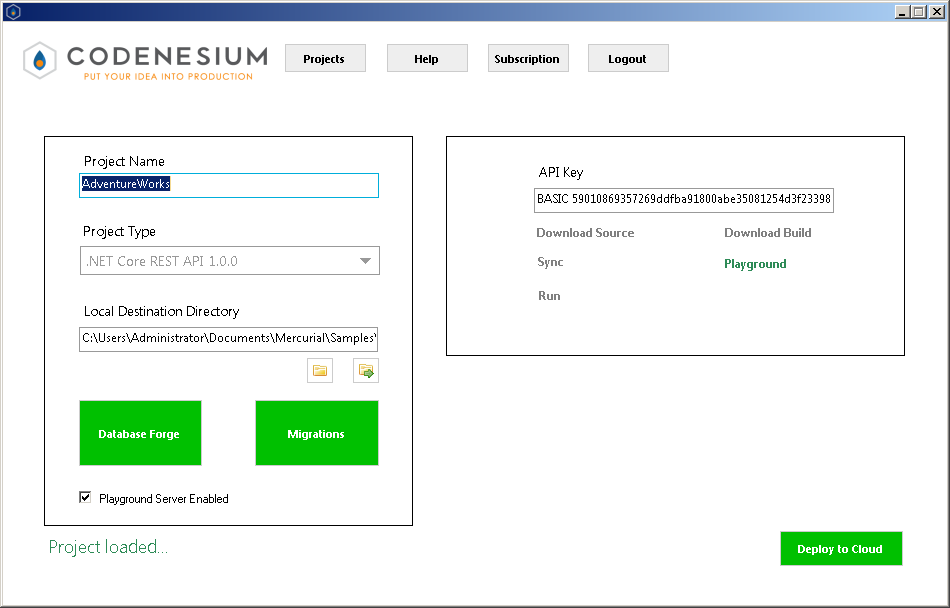 CODENESIUM
PUT YOUR IDEA INTO PRODUCTION
Projects
Help
Subscription
Logout
Project Name
AdventureWorks
Project Type
.NET Core REST API 1.0.0
Local Destination Directory
C:\Users\Administrator\Documents\Mercurial\Samples\
Database Forge
Migrations
Playground Server Enabled
Project loaded...
API Key
BASIC 59010869357269ddfba91800abe35081254d3f23398
Download Source
Download Build
Sync
Playground
Run
Deploy to Cloud